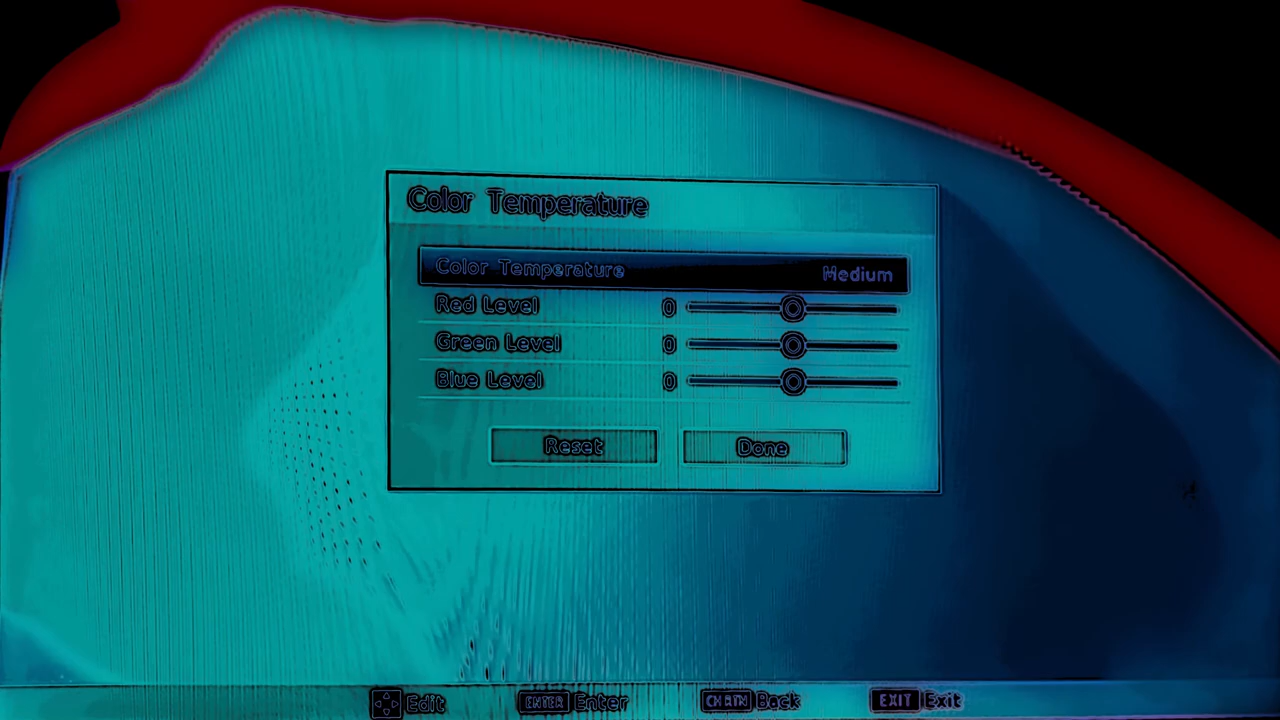 Color Temperature
Color Temperature Medium
Red Level 0
Green Level 0
Blue Level 0
Reset Done
Edit ENTER Enter CH RTN Back EXIT Exit